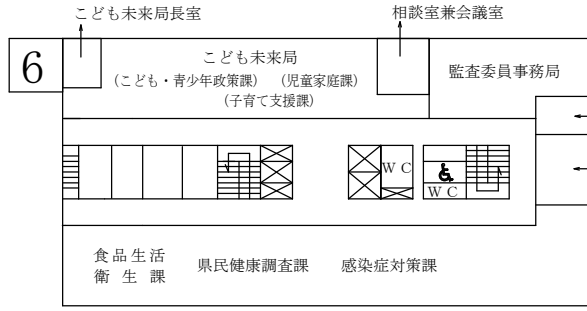 こども未来局長室
相談室兼会議室
6
こども未来局
(こども・青少年政策課) (児童家庭課)
(子育て支援課)
監査委員事務局
WC
WC
食品生活
衛生課
県民健康調査課
感染症対策課